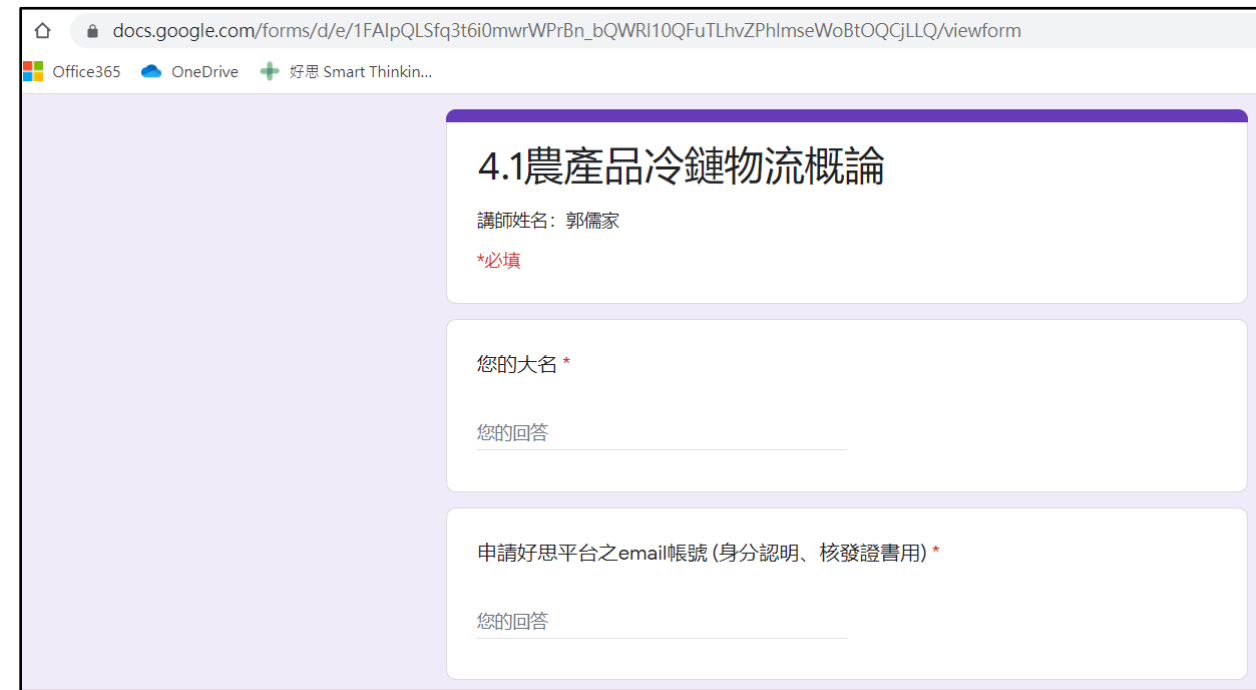 docs.google.com/forms/d/e/1FAIpQLSfq3t6i0mwrWPrBn_bQWRl10QFuTLhvZPhImseWoBtOQCjLLQ/viewform
Office365 OneDrive 好思 Smart Thinkin...
4.1農產品冷鏈物流概論
講師姓名：郭儒家
*必填
您的大名 *
您的回答
申請好思平台之email帳號 (身分認明、核發證書用) *
您的回答